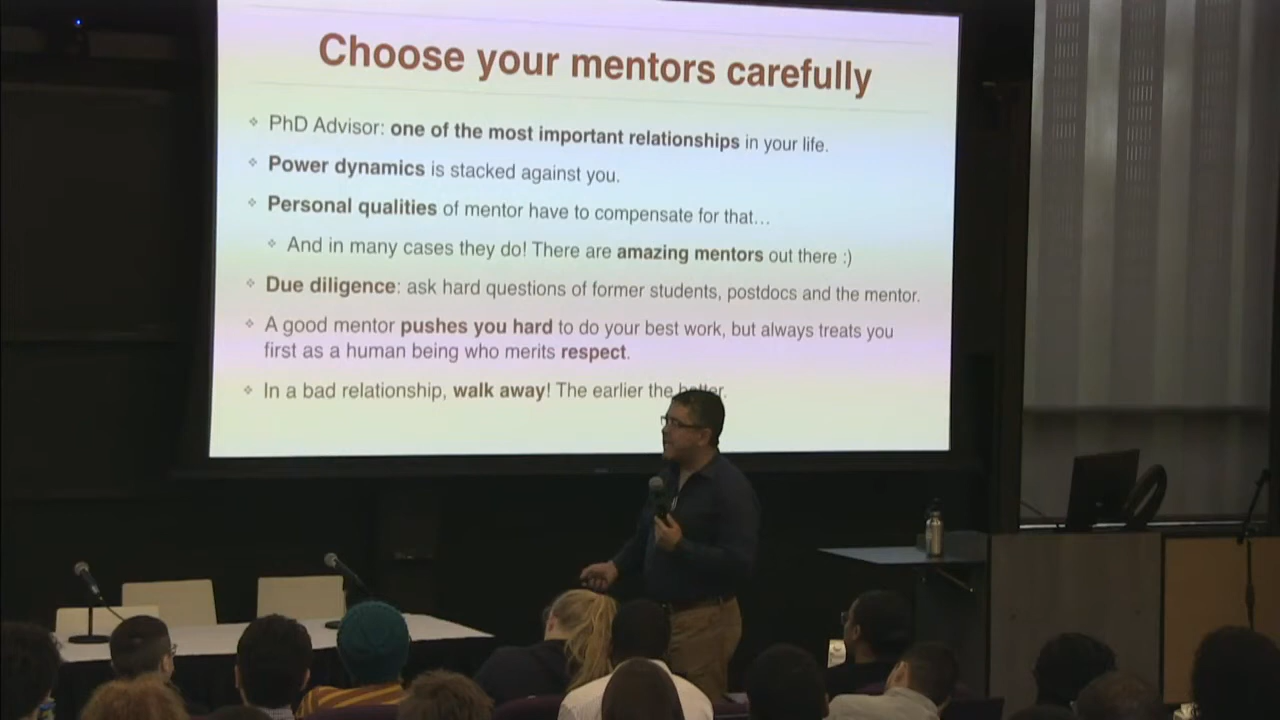 Choose your mentors carefully
PhD Advisor: one of the most important relationships in your life.
Power dynamics is stacked against you.
Personal qualities of mentor have to compensate for that...
And in many cases they do! There are amazing mentors out there :)
Due diligence: ask hard questions of former students, postdocs and the mentor.
A good mentor pushes you hard to do your best work, but always treats you
first as a human being who merits respect.
In a bad relationship, walk away! The earlier the better.